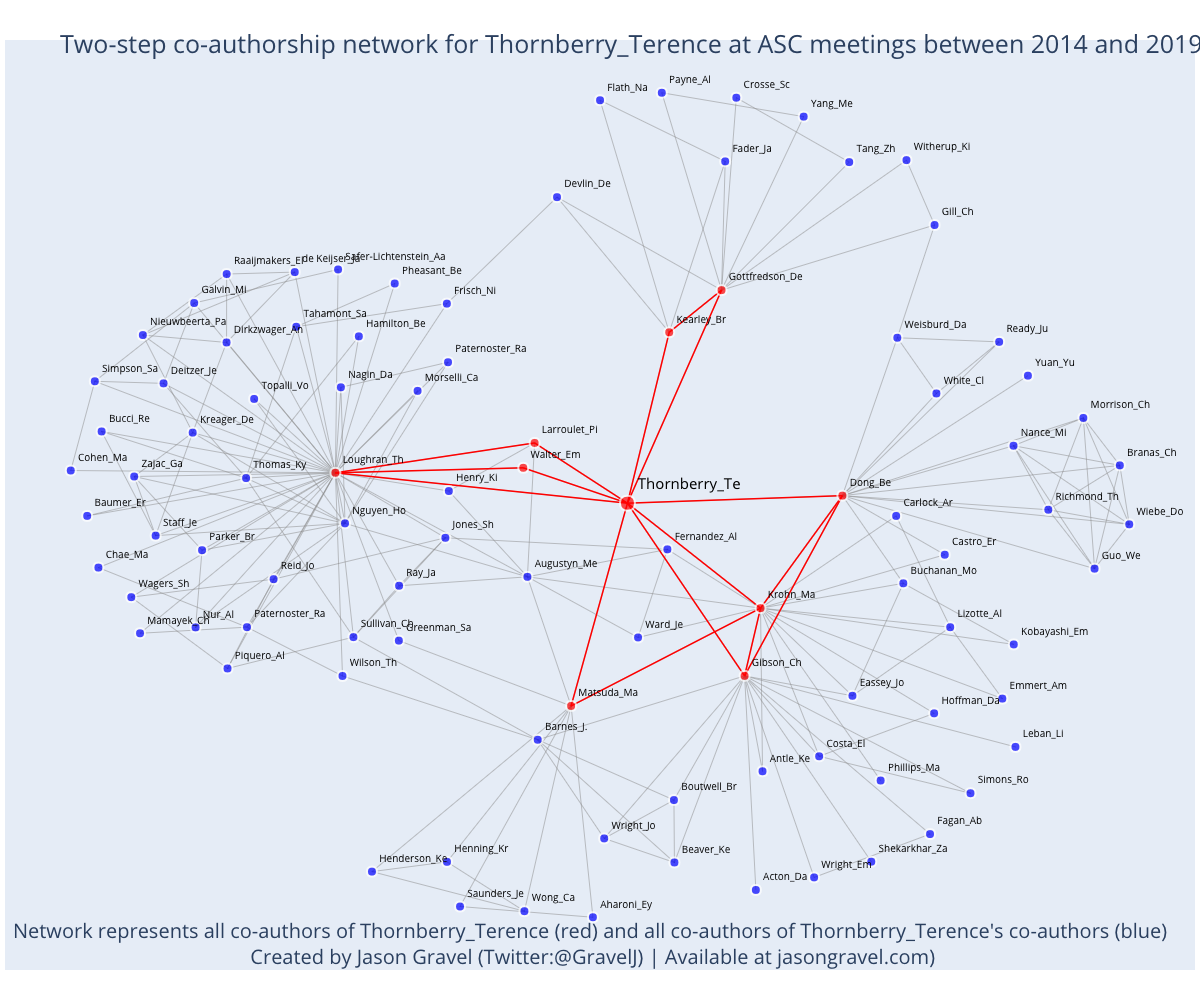 Two-step co-authorship network for Thornberry_Terence at ASC meetings between 2014 and 2019
Payne_Al
Crosse_Sc
Flath_Na
Yang_Me
Fader_Ja
Tang_Zh
Witherup_Ki
Devlin_De
Gill_Ch
Safer-Lichtenstein_Aa
Raaijmakers_El
de Keijser_Ja
Pheasant_Be
Gottfredson_De
Galvin_Mi
Frisch_Ni
Tahamont_Sa
Nieuwbeerta_Pa
Kearley_Br
Hamilton_Be
Dirkzwager_An
Weisburd_Da
Ready_Ju
Paternoster_Ra
Yuan_Yu
Simpson_Sa
Deitzer_Je
Nagin_Da
Morselli_Ca
White_Cl
Topalli_Vo
Morrison_Ch
Bucci_Re
Kreager_De
Larroulet_Pi
Nance_Mi
Branas_Ch
Cohen_Ma
Zajac_Ga
Thomas_Ky
Loughran_Th
Walter_Em
Henry_Ki
Thornberry_Te
Dong_Be
Richmond_Th
Baumer_Er
Carlock_Ar
Wiebe_Do
Nguyen_Ho
Staff_Je
Jones_Sh
Parker_Br
Fernandez_Al
Castro_Er
Guo_We
Chae_Ma
Reid_Jo
Augustyn_Me
Ray_Ja
Buchanan_Mo
Wagers_Sh
Krohn_Ma
Mamayek_Ch
Nur_Al
Paternoster_Ra
Lizotte_Al
Sullivan_Ch
Greenman_Sa
Ward_Je
Kobayashi_Em
Piquero_Al
Wilson_Th
Gibson_Ch
Eassey_Jo
Emmert_Am
Matsuda_Ma
Hoffman_Da
Barnes_J.
Leban_Li
Costa_El
Antle_Ke
Phillips_Ma
Simons_Ro
Boutwell_Br
Fagan_Ab
Wright_Jo
Beaver_Ke
Shekarkhar_Za
Henderson_Ke
Henning_Kr
Wright_Em
Acton_Da
Saunders_Je
Wong_Ca
Aharoni_Ey
Network represents all co-authors of Thornberry_Terence (red) and all co-authors of Thornberry_Terence's co-authors (blue)
Created by Jason Gravel (Twitter:@GravelJ) | Available at jasongravel.com)